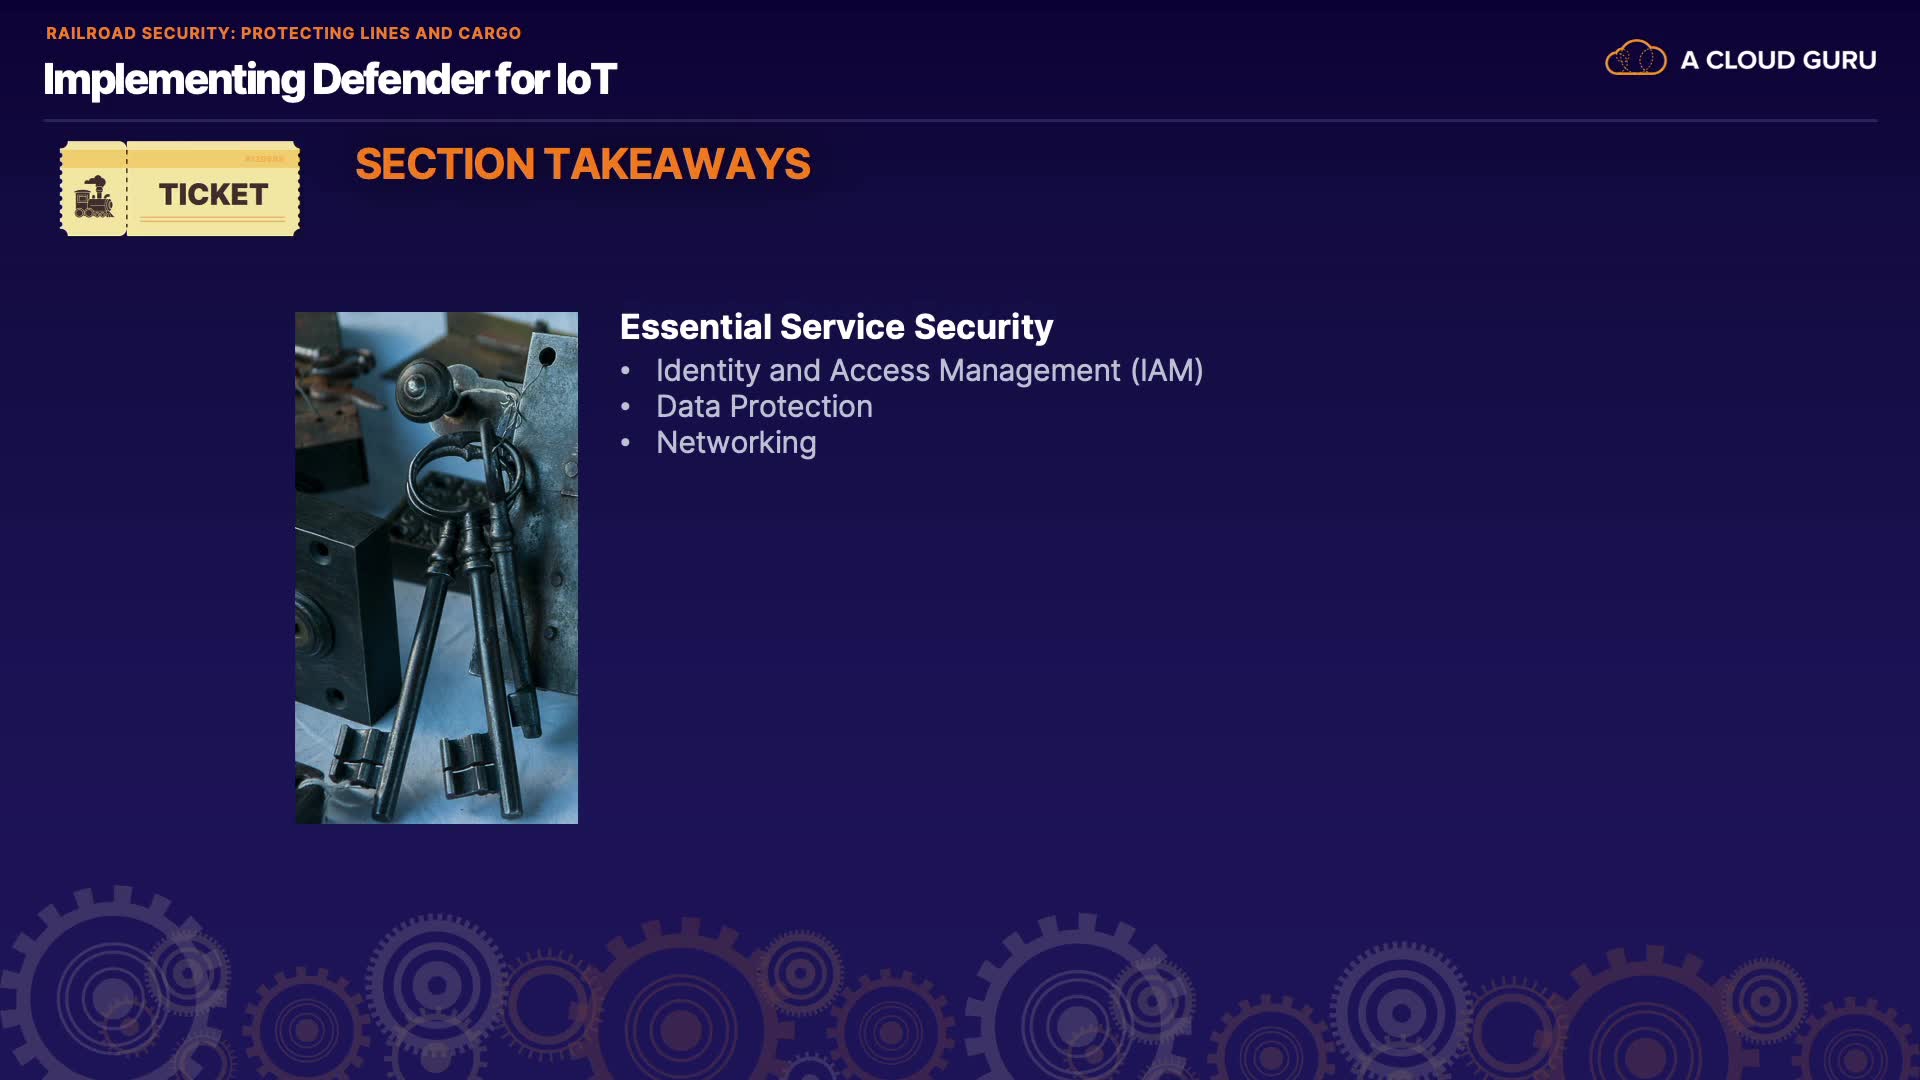 RAILROAD SECURITY: PROTECTING LINES AND CARGO
Implementing Defender for IoT
A CLOUD GURU
TICKET
SECTION TAKEAWAYS
Essential Service Security
• Identity and Access Management (IAM)
• Data Protection
• Networking